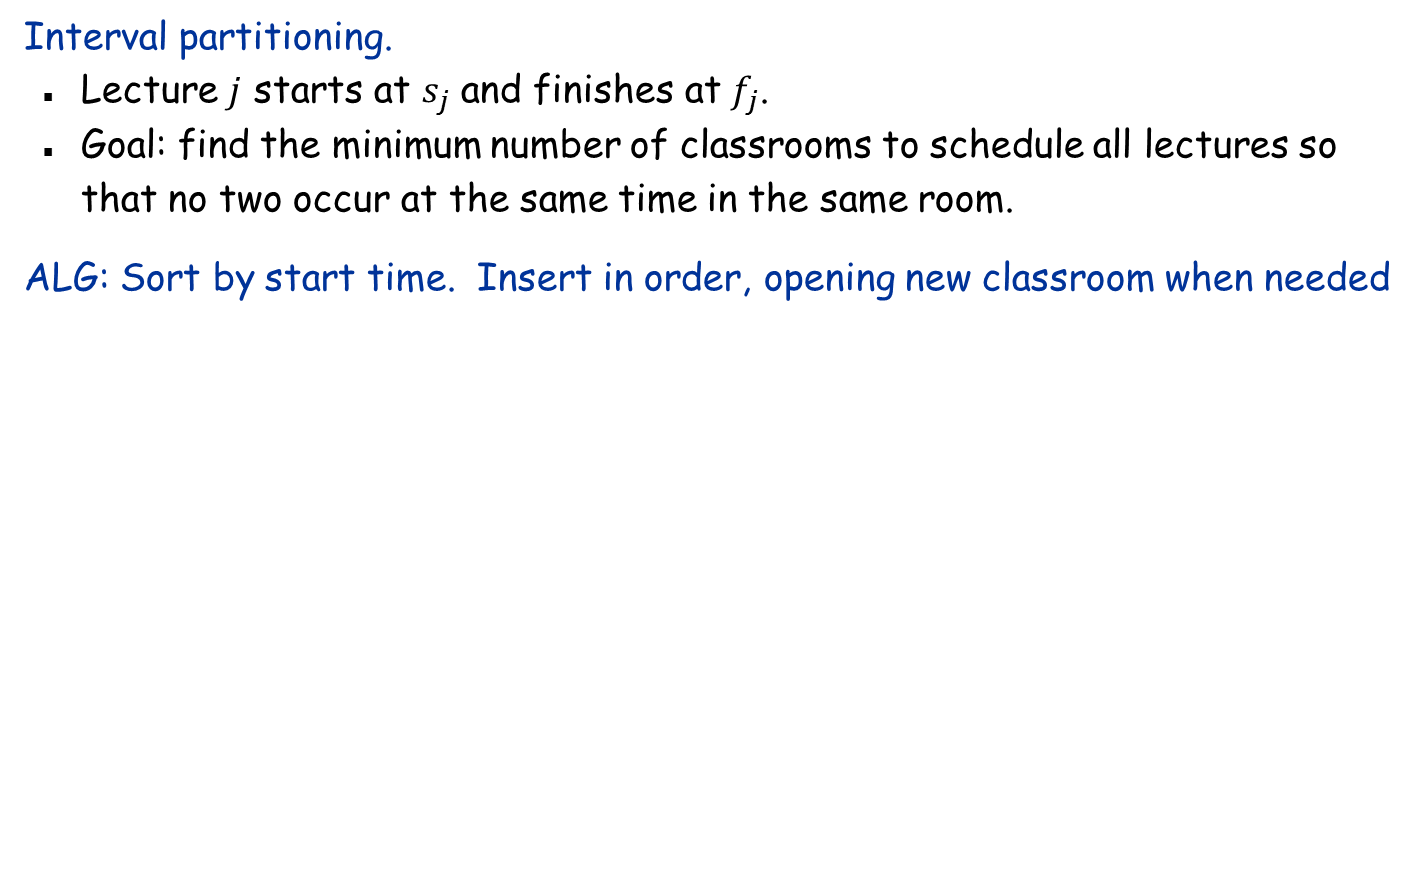 Interval partitioning.
▪ Lecture j starts at s_j and finishes at f_j.
▪ Goal: find the minimum number of classrooms to schedule all lectures so
that no two occur at the same time in the same room.
ALG: Sort by start time. Insert in order, opening new classroom when needed